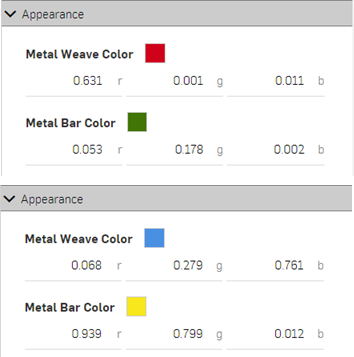 Appearance
Metal Weave Color
0.631 r 0.001 g 0.011 b
Metal Bar Color
0.053 r 0.178 g 0.002 b
Appearance
Metal Weave Color
0.068 r 0.279 g 0.761 b
Metal Bar Color
0.939 r 0.799 g 0.012 b